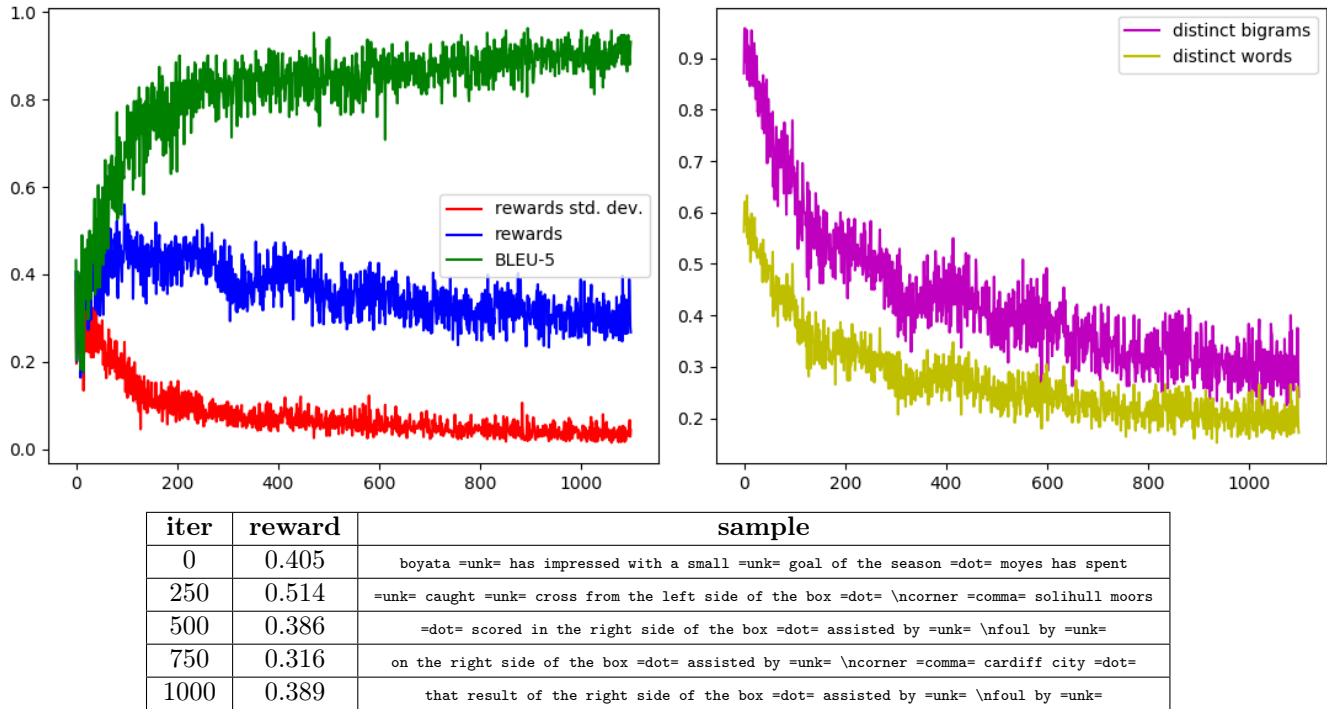 1.0
0.8
0.6
0.4
0.2
0.0
0 200 400 600 800 1000
rewards std. dev.
rewards
BLEU-5
0.9
0.8
0.7
0.6
0.5
0.4
0.3
0.2
0 200 400 600 800 1000
distinct bigrams
distinct words
iter reward sample
0 0.405 boyata =unk= has impressed with a small =unk= goal of the season =dot= moyes has spent
250 0.514 =unk= caught =unk= cross from the left side of the box =dot= \ncorner =comma= solihull moors
500 0.386 =dot= scored in the right side of the box =dot= assisted by =unk= \nfoul by =unk=
750 0.316 on the right side of the box =dot= assisted by =unk= \ncorner =comma= cardiff city =dot=
1000 0.389 that result of the right side of the box =dot= assisted by =unk= \nfoul by =unk=